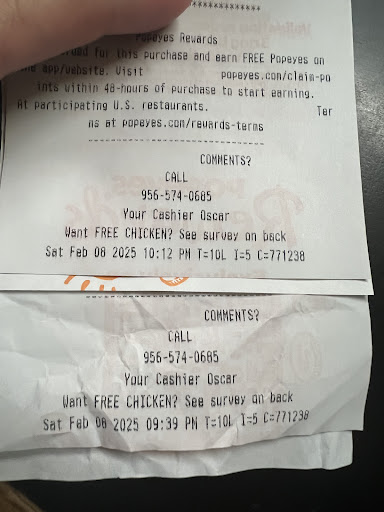 *************
Popeyes Rewards
for this purchase and earn FREE Popeyes on
the app/website. Visit popeyes.com/claim-po
ints within 48-hours of purchase to start earning.
At participating U.S. restaurants. Ter
ms at popeyes.com/rewards-terms
--------------------------------
COMMENTS?
CALL
956-574-0685
Your Cashier Oscar
Want FREE CHICKEN? See survey on back
Sat Feb 08 2025 10:12 PM T=10L I=5 C=771238
--------------------------------
COMMENTS?
CALL
956-574-0685
Your Cashier Oscar
Want FREE CHICKEN? See survey on back
Sat Feb 08 2025 09:39 PM T=10L I=5 C=771238